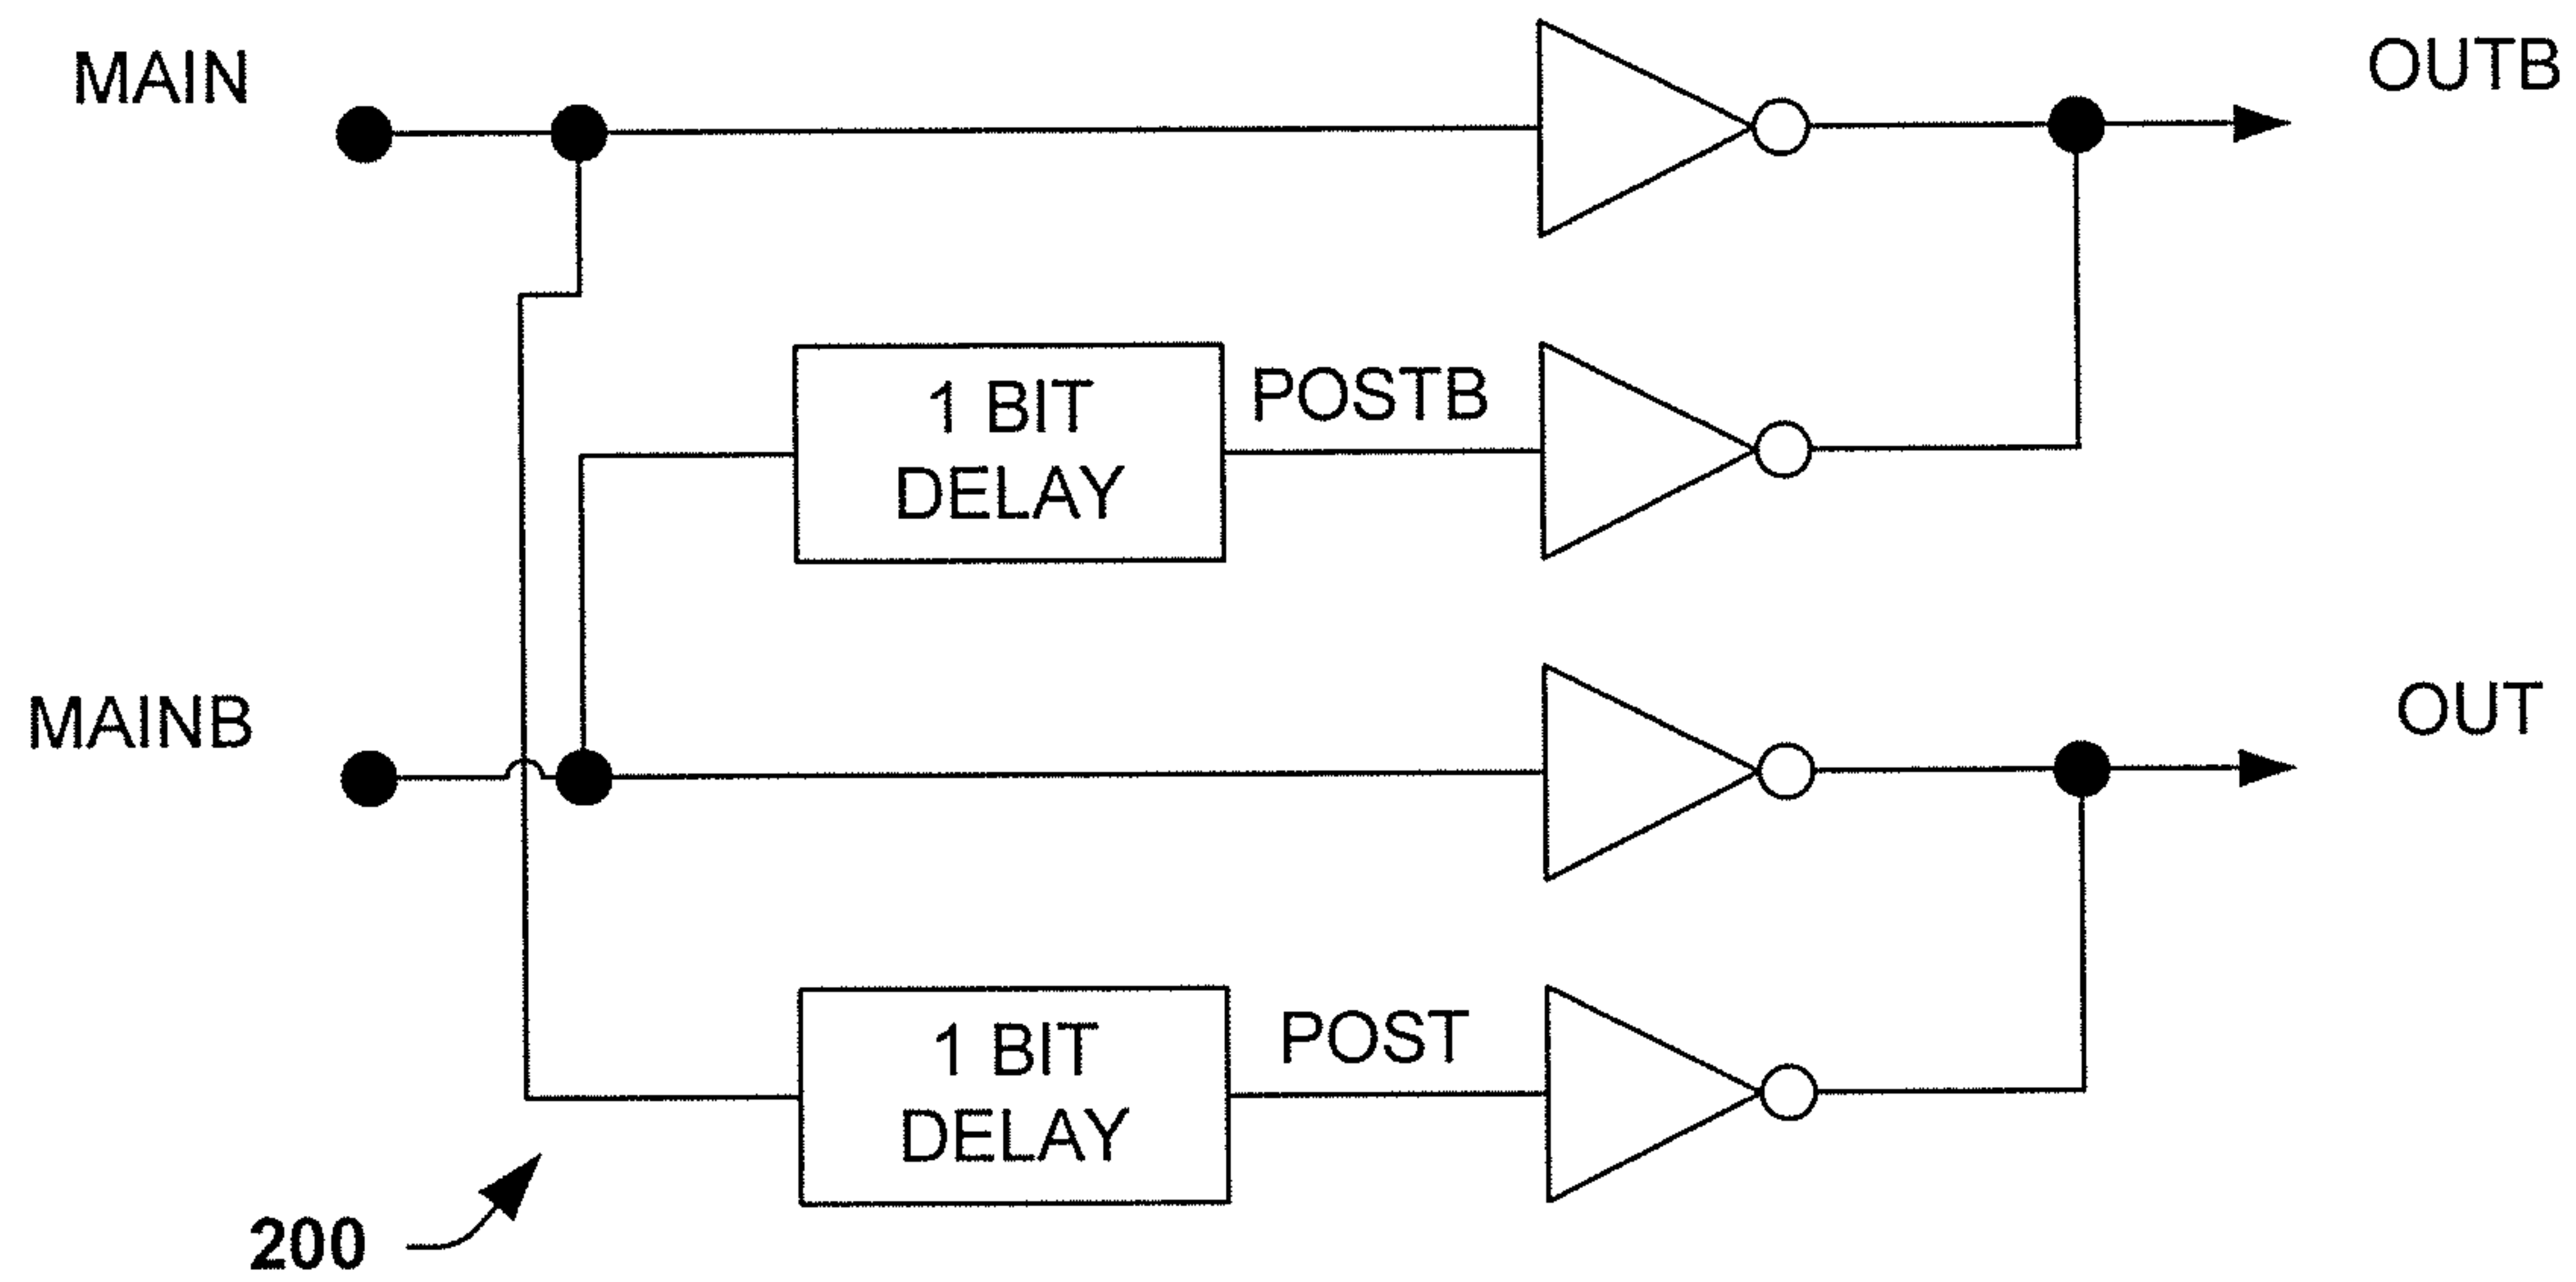 MAIN
OUTB
1 BIT
DELAY
POSTB
MAINB
OUT
1 BIT
DELAY
POST
200